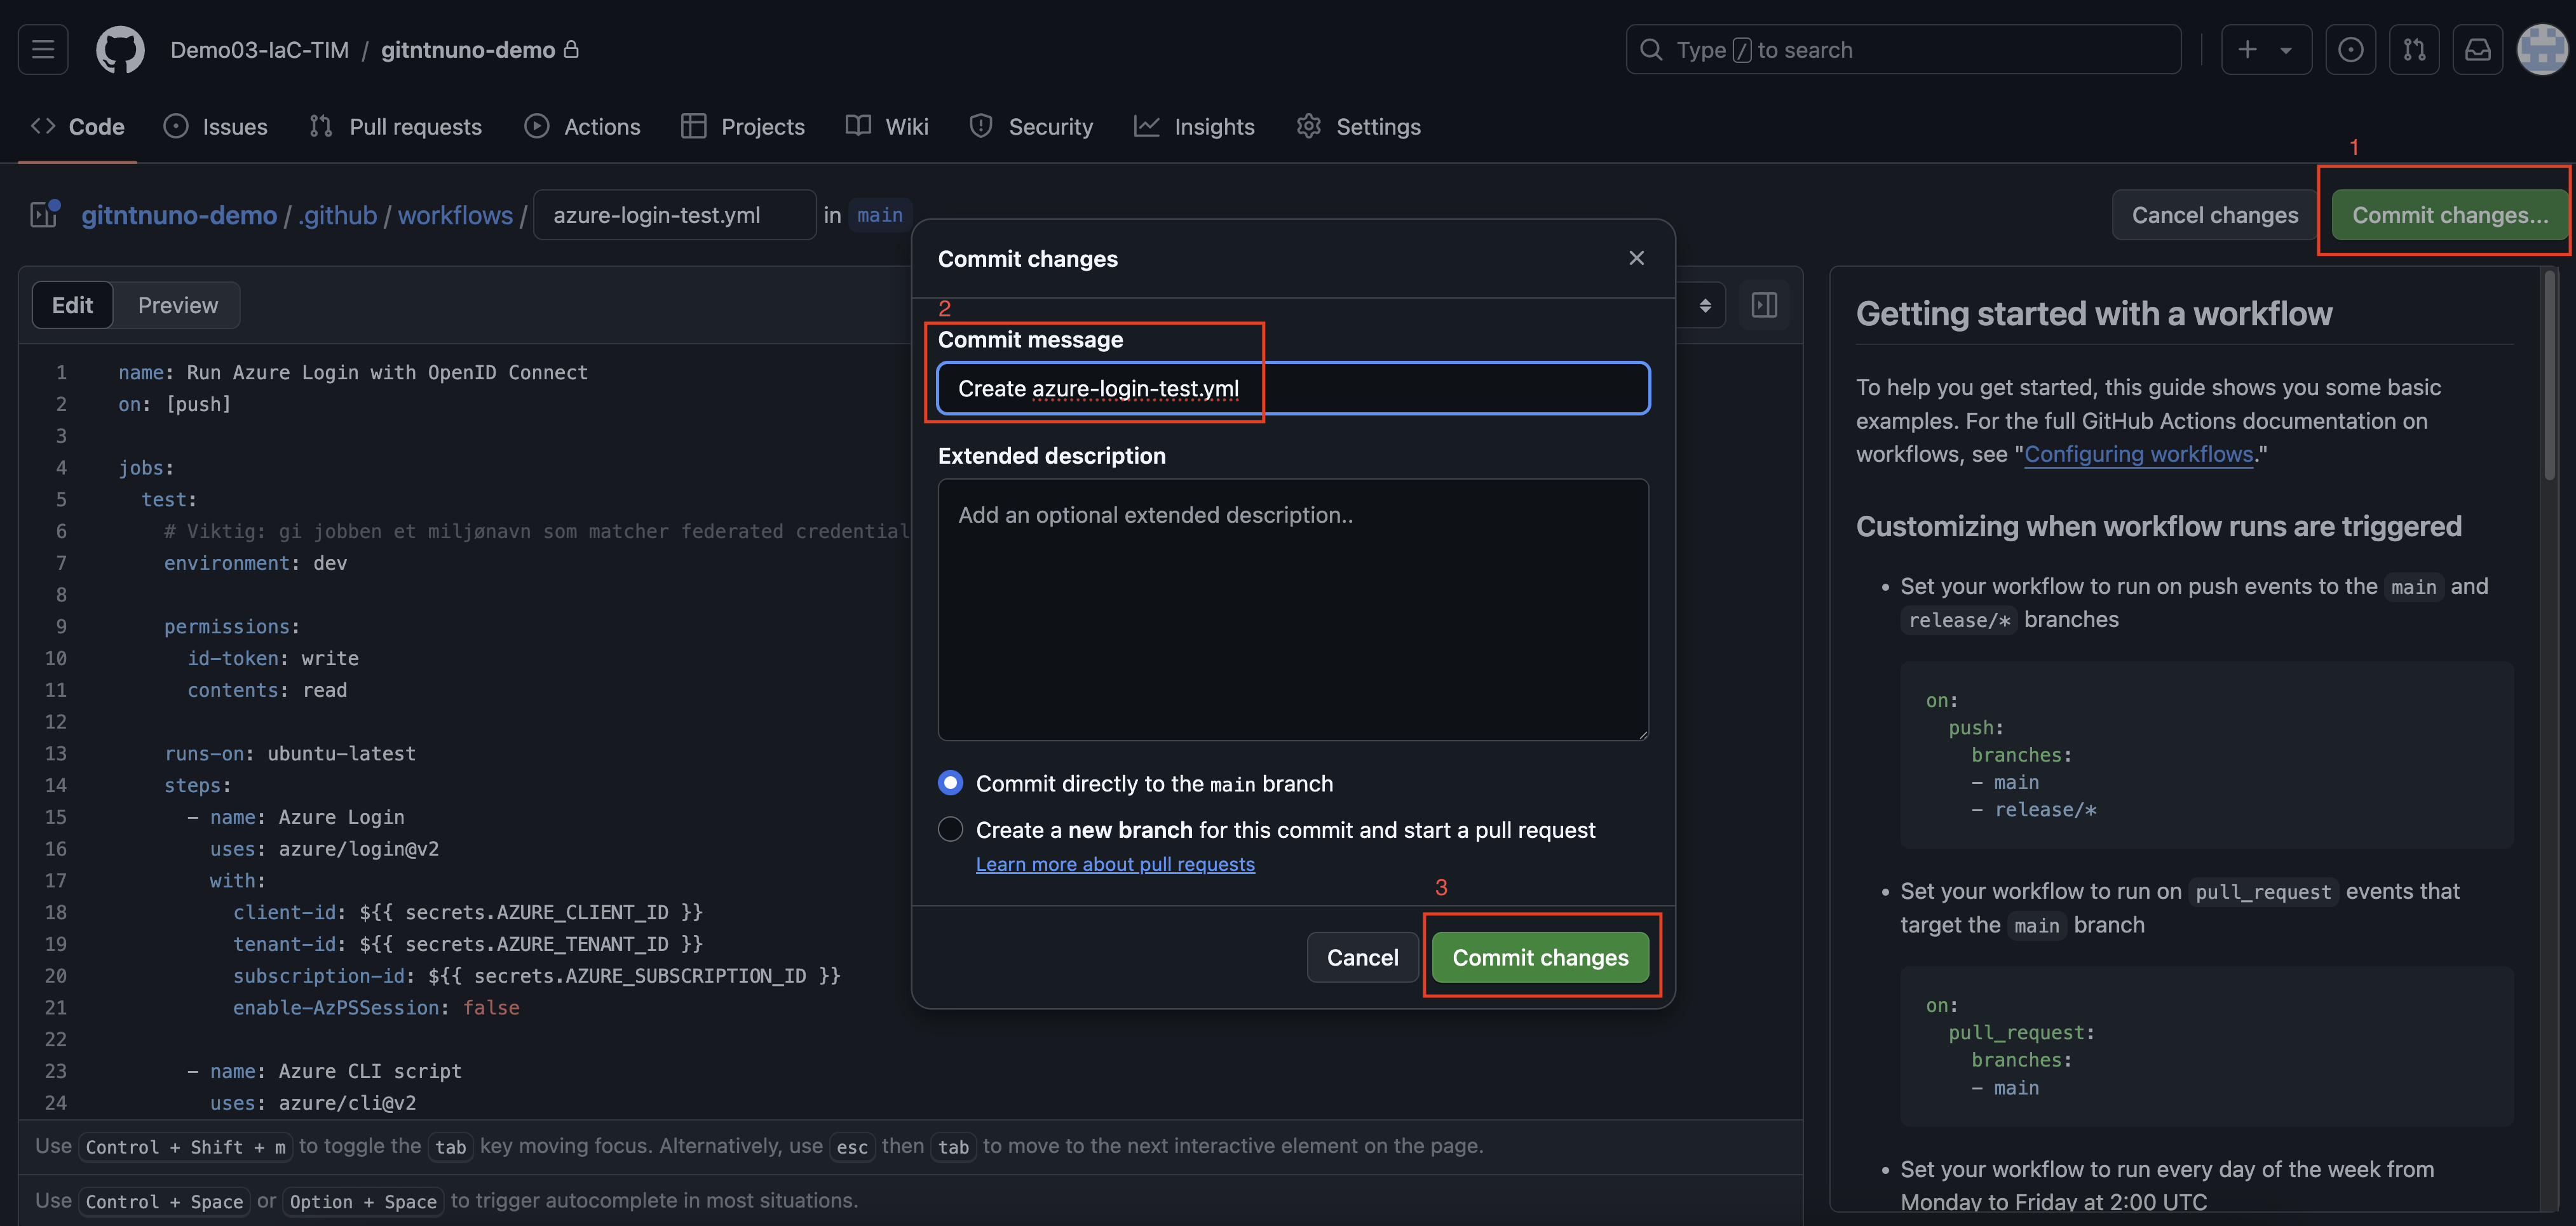 Demo03-IaC-TIM / gitntnuno-demo
Type / to search
Code Issues Pull requests Actions Projects Wiki Security Insights Settings
1
gitntnuno-demo / .github / workflows / azure-login-test.yml in main
Cancel changes Commit changes...
Edit Preview
1 name: Run Azure Login with OpenID Connect
2 on: [push]
3
4 jobs:
5 test:
6 # Viktig: gi jobben et miljønavn som matcher federated credential
7 environment: dev
8
9 permissions:
10 id-token: write
11 contents: read
12
13 runs-on: ubuntu-latest
14 steps:
15 - name: Azure Login
16 uses: azure/login@v2
17 with:
18 client-id: ${{ secrets.AZURE_CLIENT_ID }}
19 tenant-id: ${{ secrets.AZURE_TENANT_ID }}
20 subscription-id: ${{ secrets.AZURE_SUBSCRIPTION_ID }}
21 enable-AzPSSession: false
22
23 - name: Azure CLI script
24 uses: azure/cli@v2
Use Control + Shift + m to toggle the tab key moving focus. Alternatively, use esc then tab to move to the next interactive element on the page.
Use Control + Space or Option + Space to trigger autocomplete in most situations.
Commit changes
2
Commit message
Create azure-login-test.yml
Extended description
Add an optional extended description..
Commit directly to the main branch
Create a new branch for this commit and start a pull request
Learn more about pull requests
3
Cancel Commit changes
Getting started with a workflow
To help you get started, this guide shows you some basic
examples. For the full GitHub Actions documentation on
workflows, see "Configuring workflows."
Customizing when workflow runs are triggered
• Set your workflow to run on push events to the main and
release/* branches
on:
push:
branches:
- main
- release/*
• Set your workflow to run on pull_request events that
target the main branch
on:
pull_request:
branches:
- main
• Set your workflow to run every day of the week from
Monday to Friday at 2:00 UTC